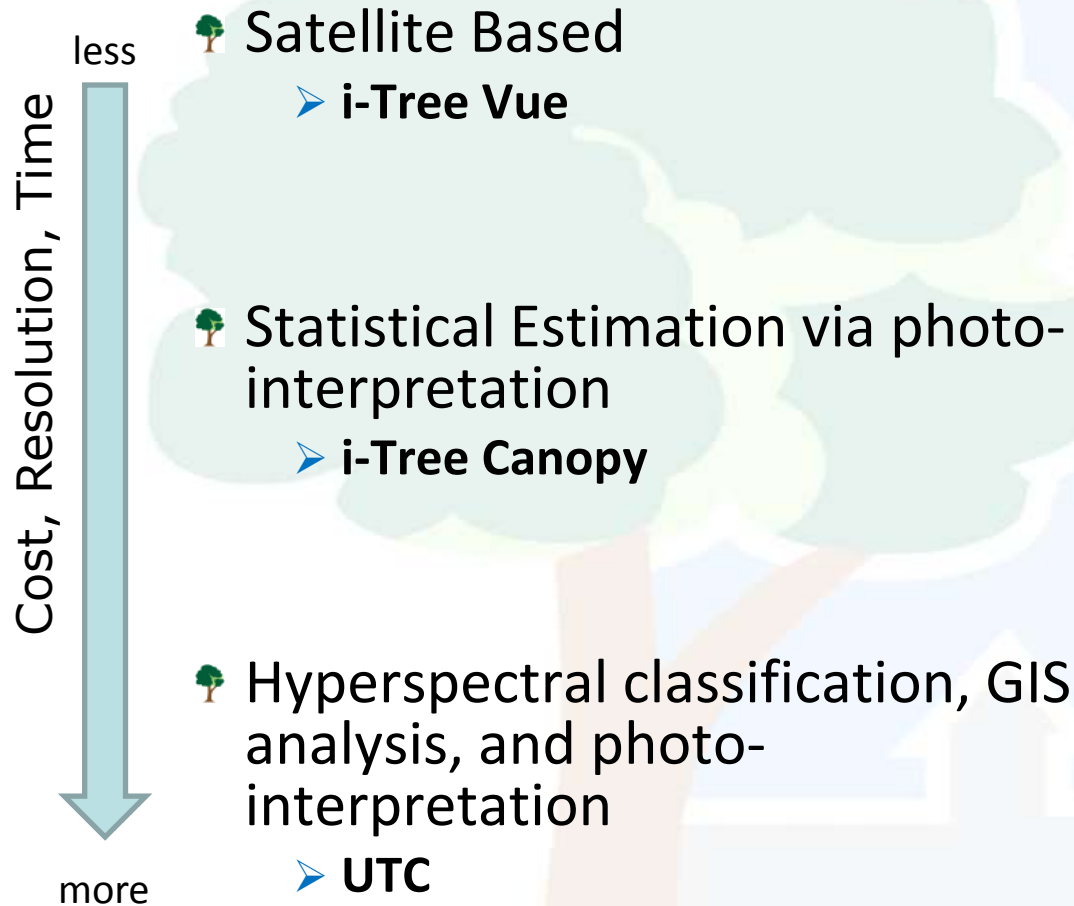 less
Cost, Resolution, Time
more
Satellite Based
➢ i-Tree Vue
Statistical Estimation via photo-
interpretation
➢ i-Tree Canopy
Hyperspectral classification, GIS
analysis, and photo-
interpretation
➢ UTC